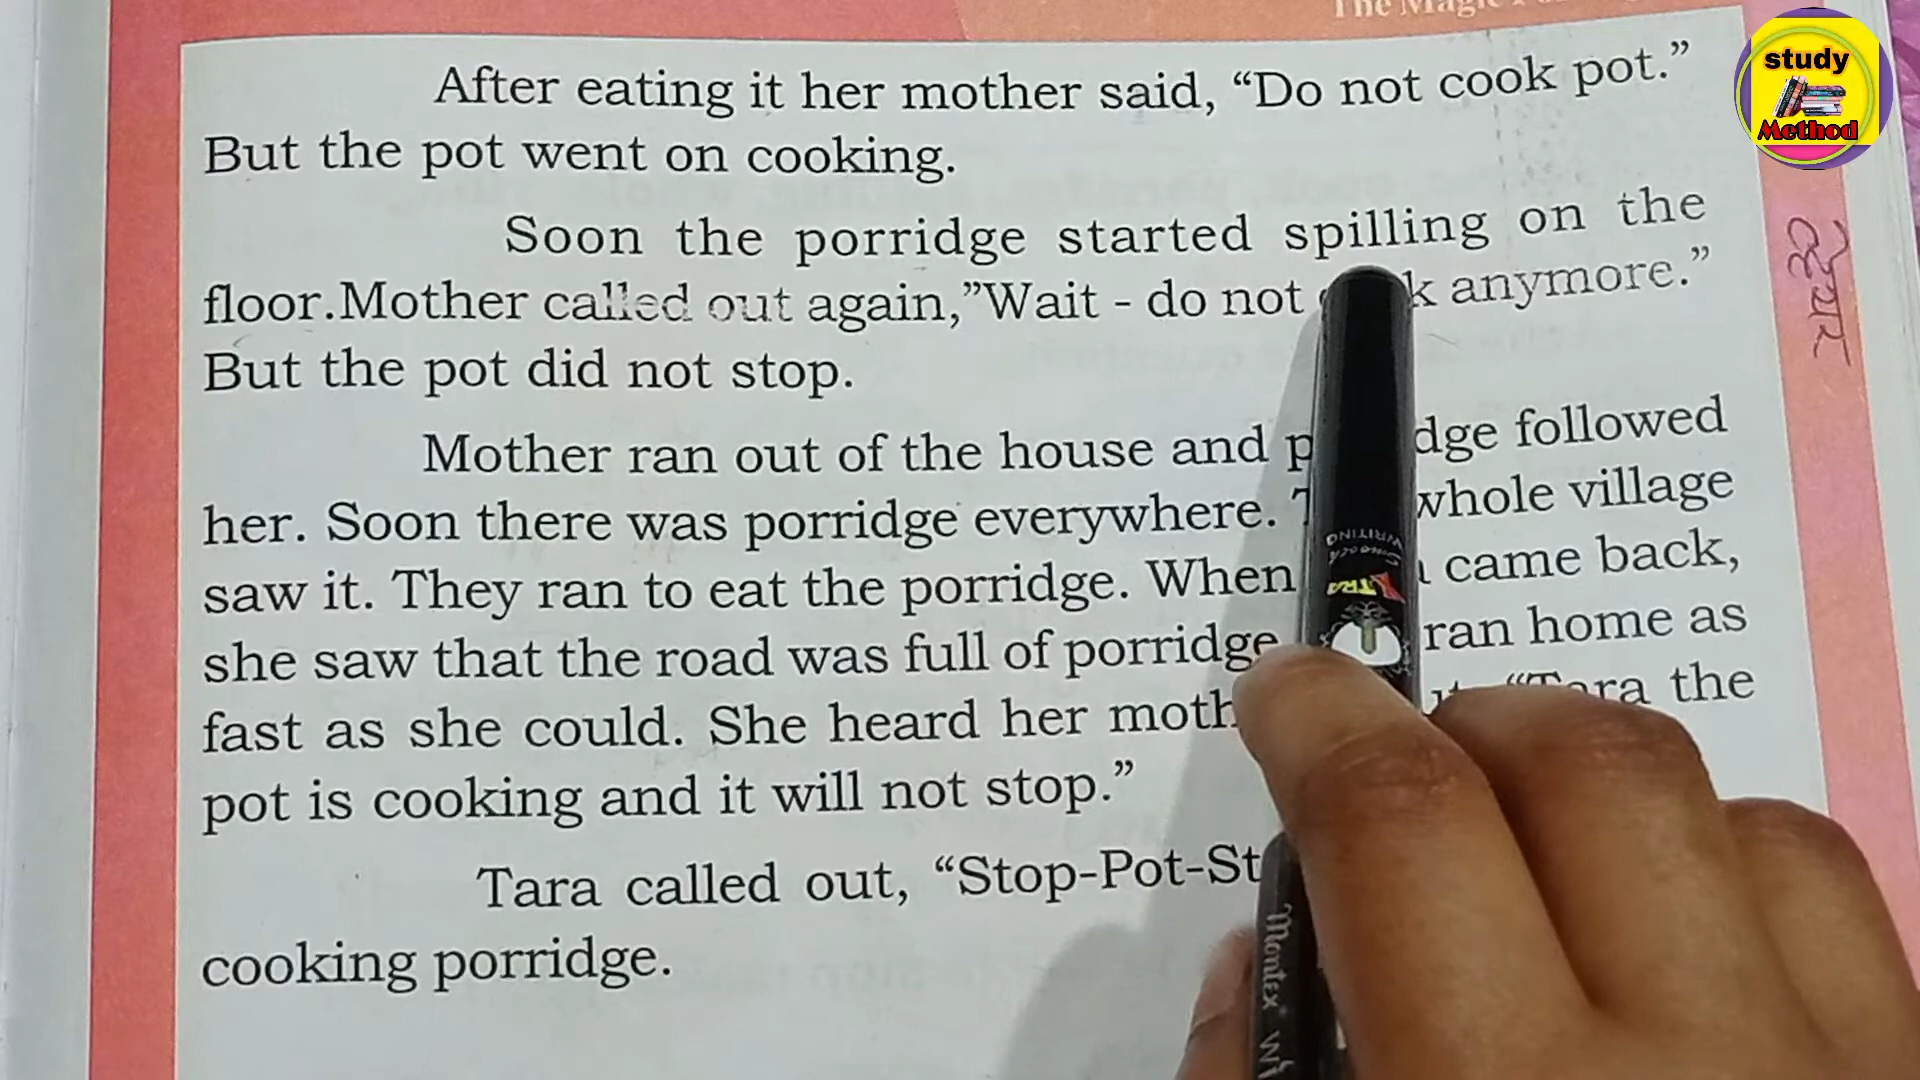 The Magic
study
Method
After eating it her mother said, “Do not cook pot.”
But the pot went on cooking.
Soon the porridge started spilling on the
floor.Mother called out again,”Wait - do not anymore.”
But the pot did not stop.
Mother ran out of the house and followed
her. Soon there was porridge everywhere. whole village
saw it. They ran to eat the porridge. When came back,
she saw that the road was full of porridge ran home as
fast as she could. She heard her “Tara the
pot is cooking and it will not stop.”
Tara called out, “Stop-Pot-St
cooking porridge.
WRITING
smooth
XTRA
Montex